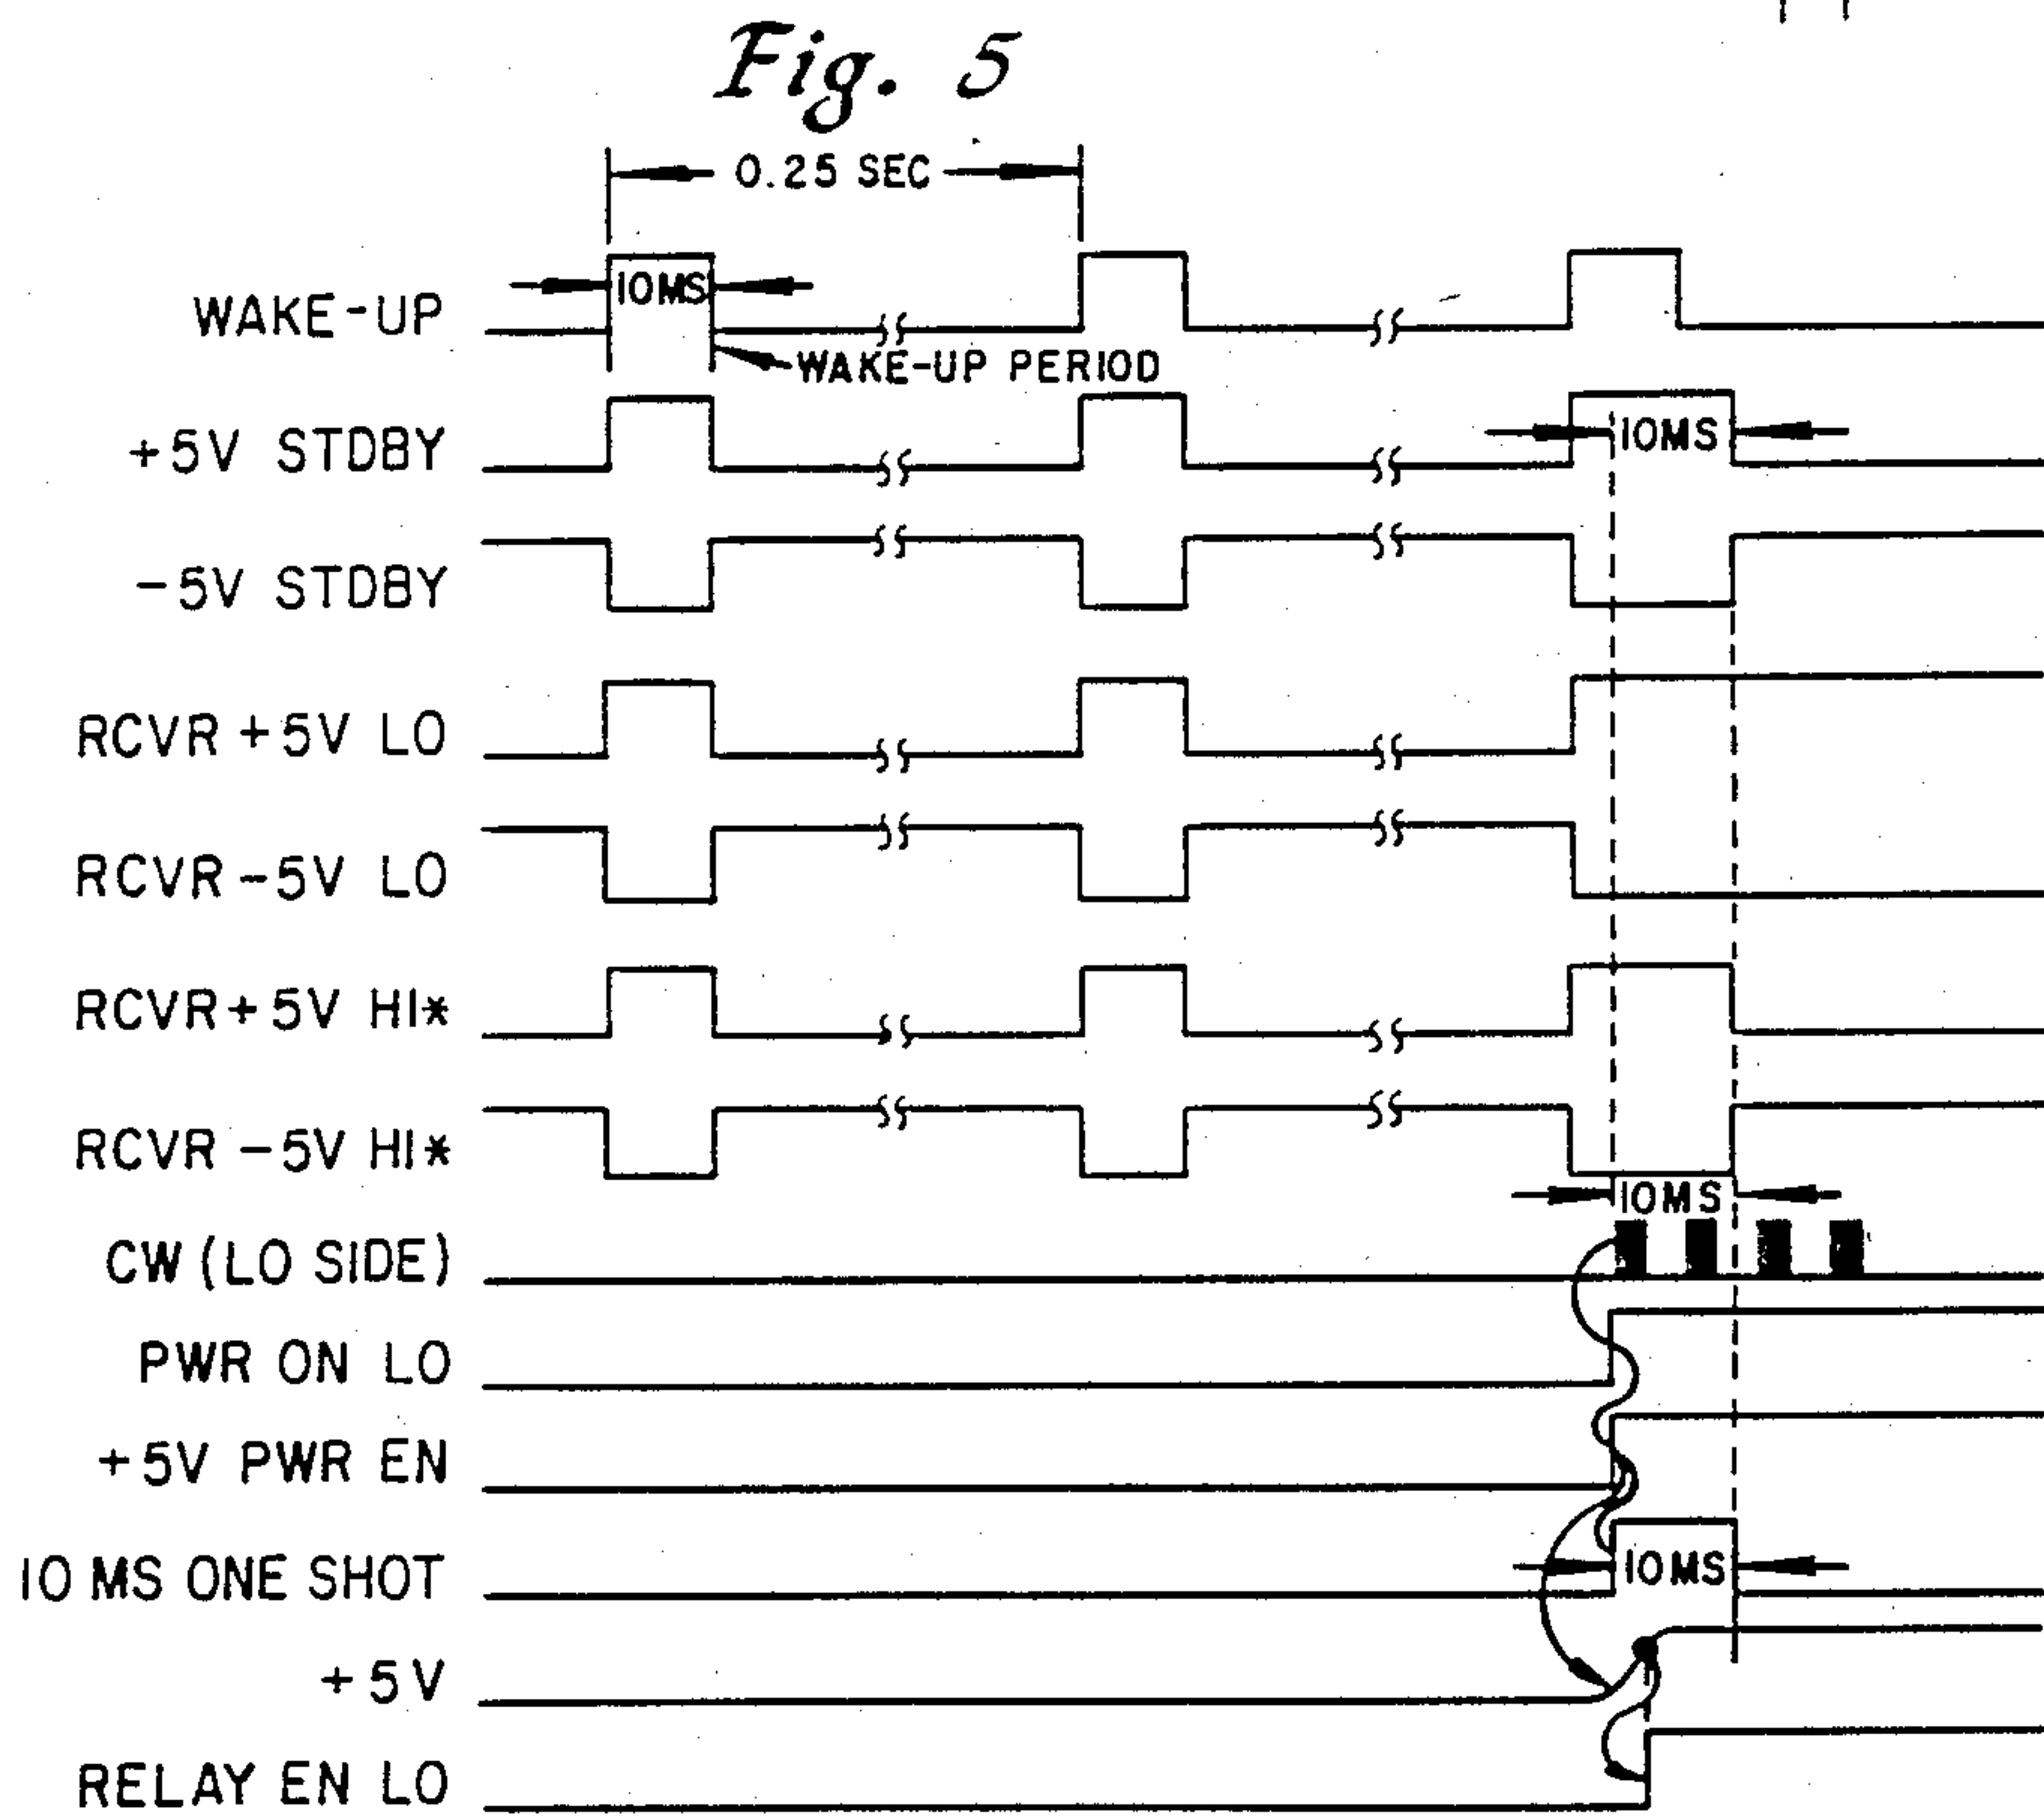 Fig. 5
0.25 SEC
10MS
WAKE-UP
WAKE-UP PERIOD
+5V STDBY
10MS
-5V STDBY
RCVR +5V LO
RCVR -5V LO
RCVR +5V HI*
RCVR -5V HI*
10MS
CW (LO SIDE)
PWR ON LO
+5V PWR EN
10 MS ONE SHOT
10MS
+5V
RELAY EN LO